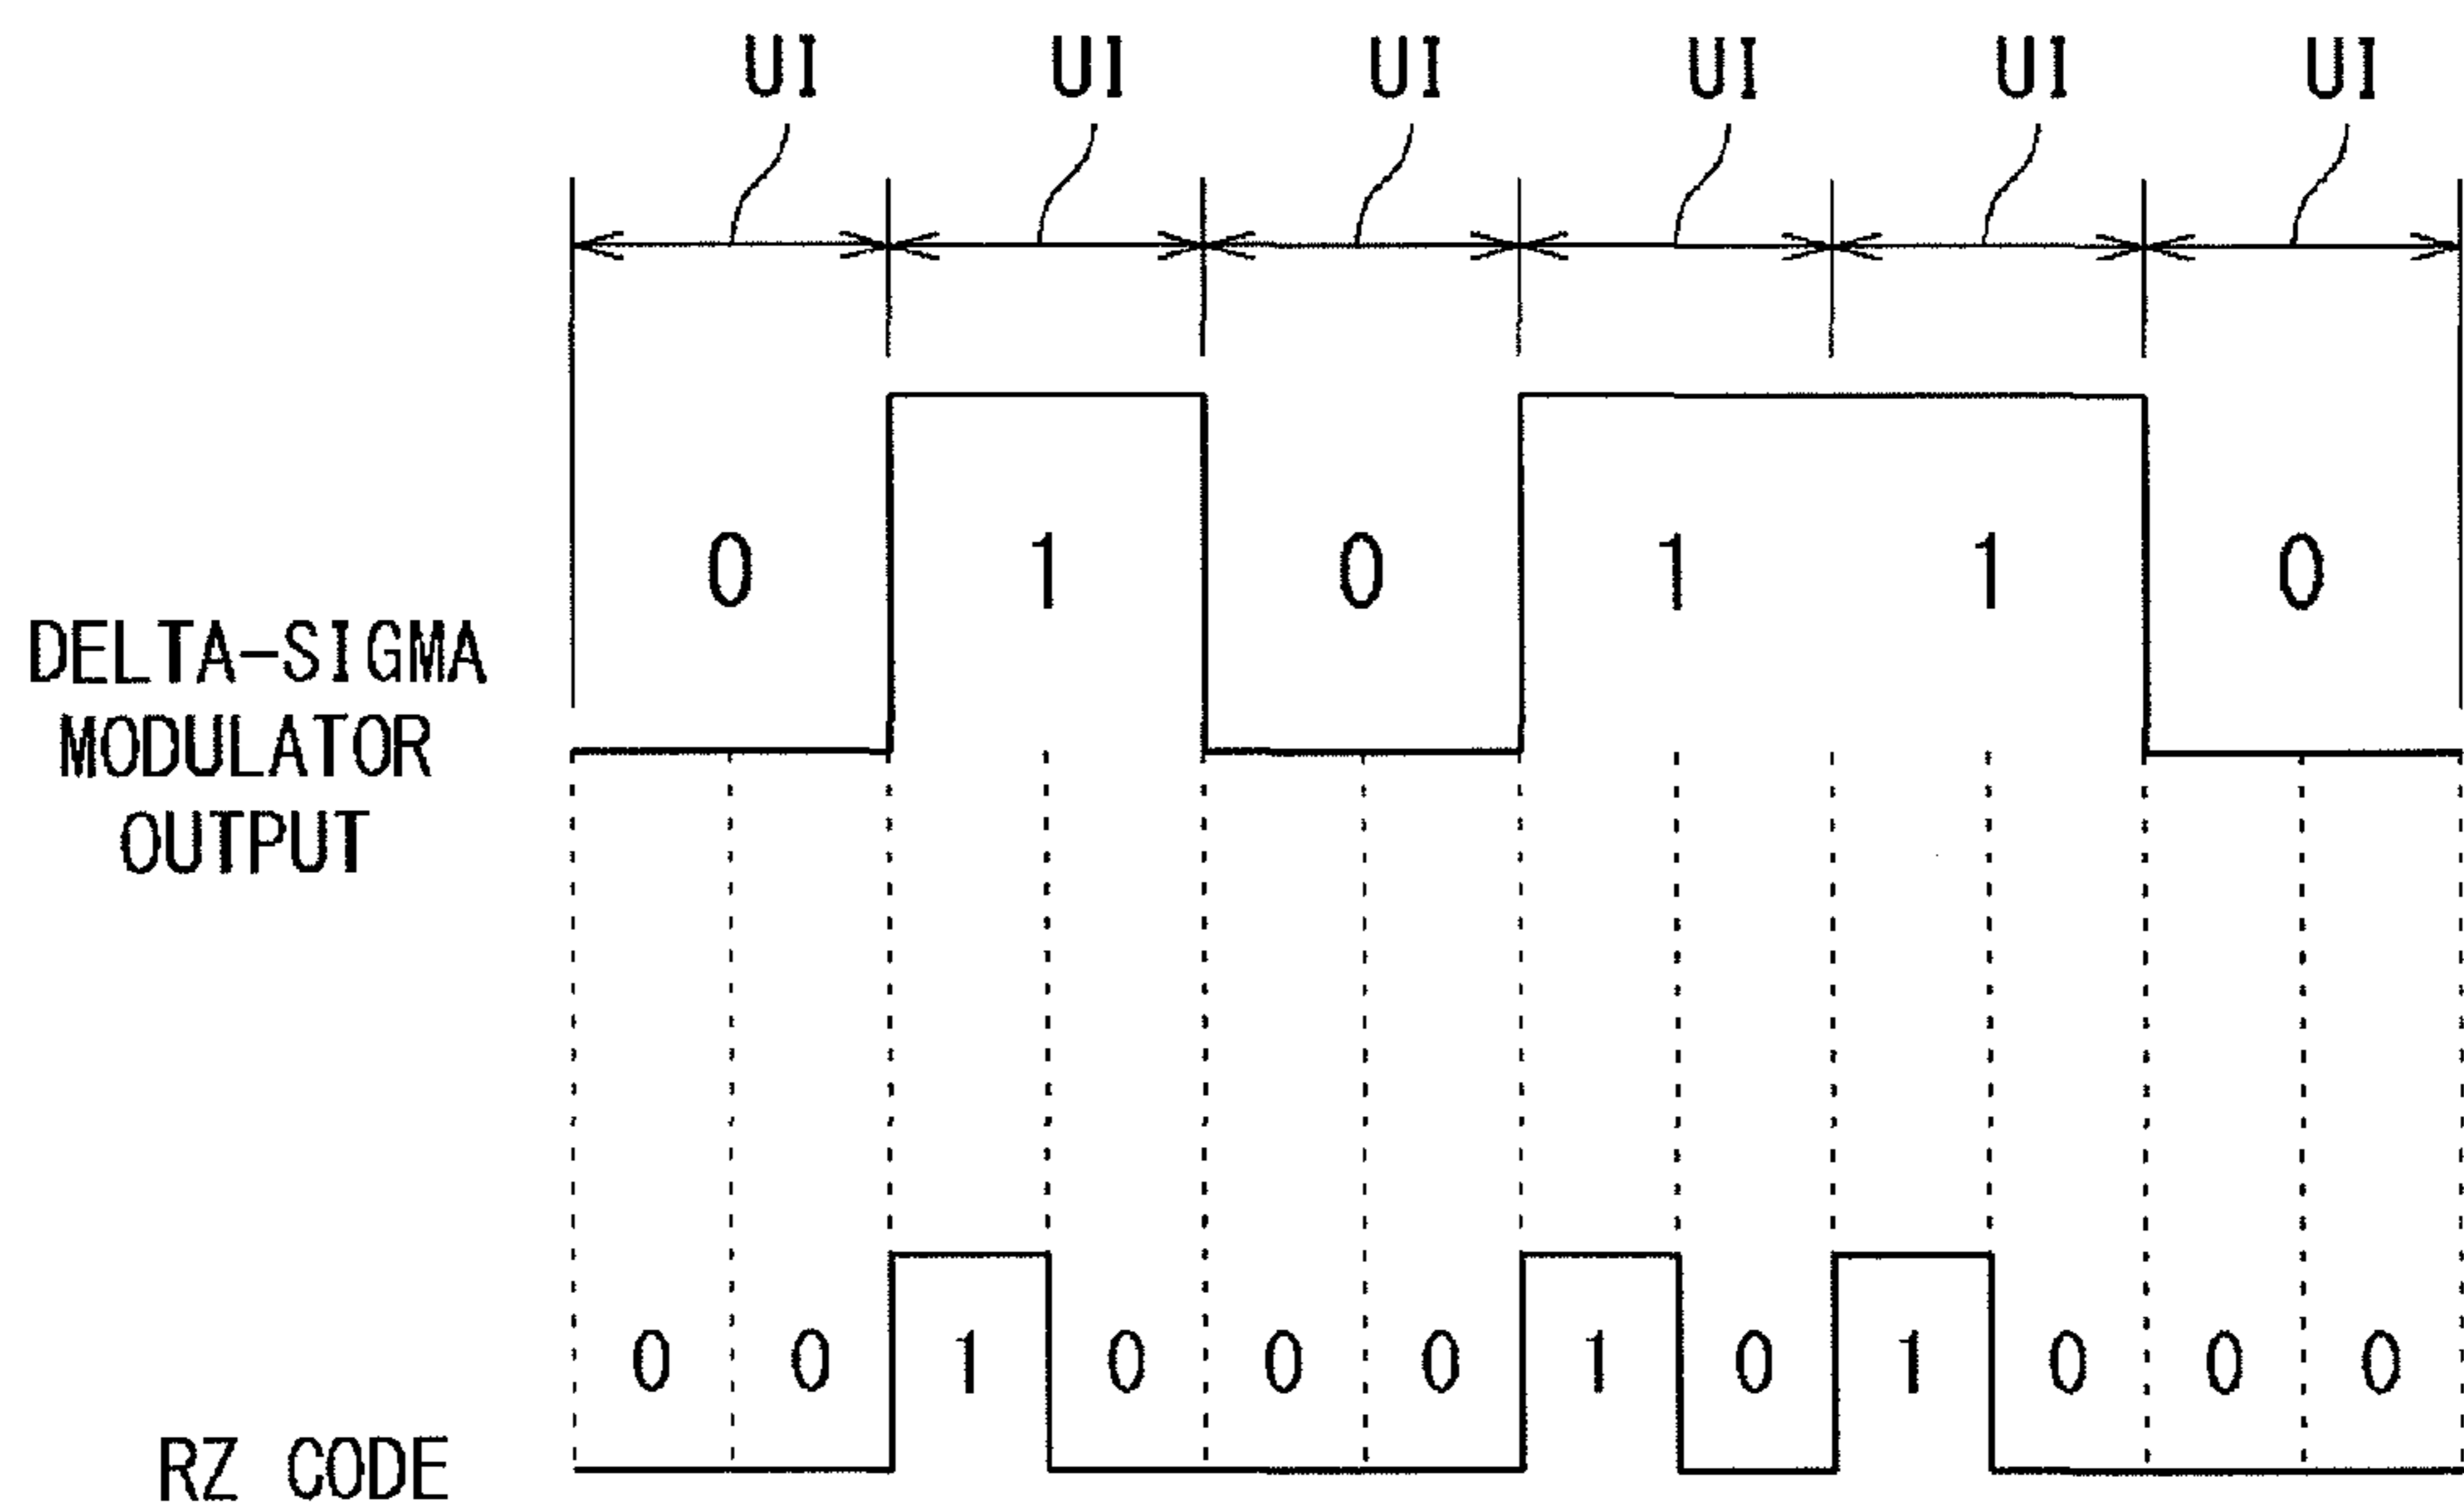 UI UI UI UI UI UI
0 1 0 1 1 0
DELTA-SIGMA
MODULATOR
OUTPUT
0 0 1 0 0 0 1 0 1 0 0 0
RZ CODE